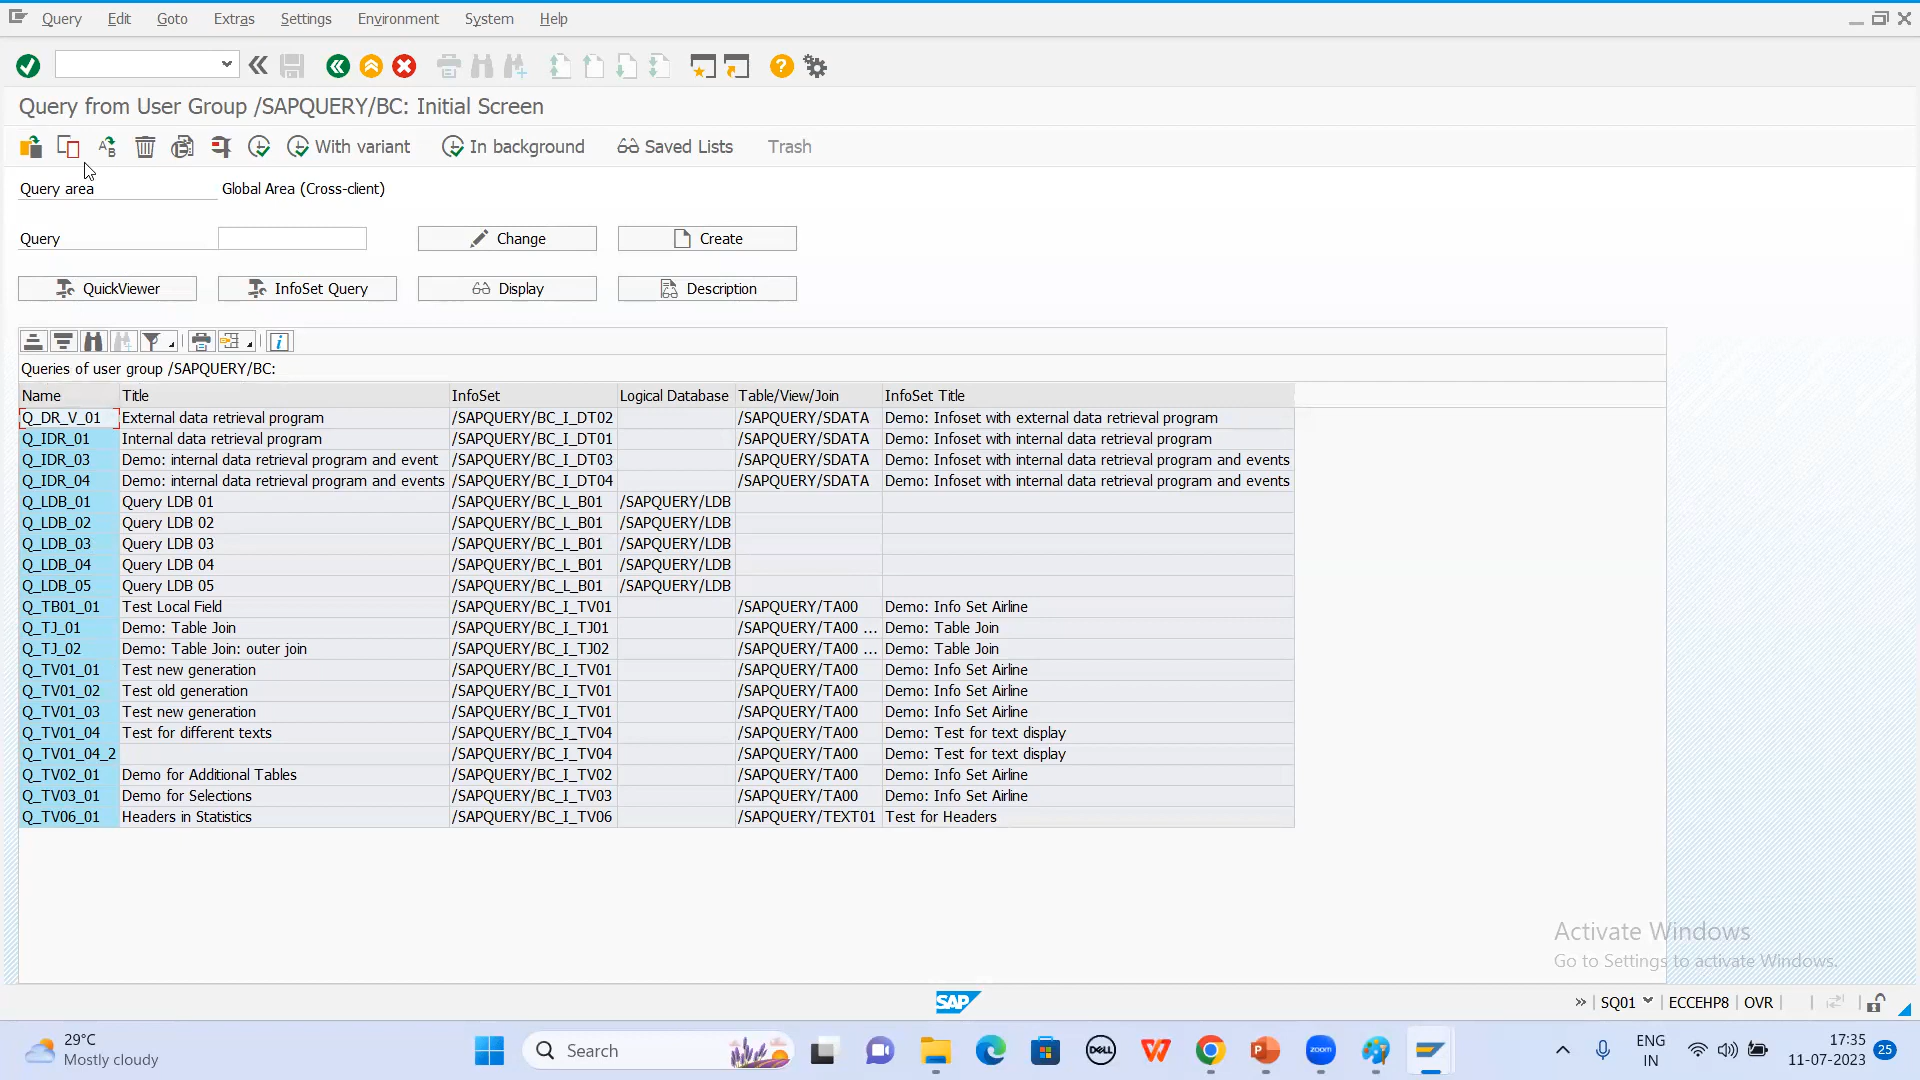 Query Edit Goto Extras Settings Environment System Help
Query from User Group /SAPQUERY/BC: Initial Screen
With variant In background Saved Lists Trash
Query area Global Area (Cross-client)
Query Change Create
QuickViewer InfoSet Query Display Description
Queries of user group /SAPQUERY/BC:
Name Title InfoSet Logical Database Table/View/Join InfoSet Title
Q_DR_V_01 External data retrieval program /SAPQUERY/BC_I_DT02 /SAPQUERY/SDATA Demo: Infoset with external data retrieval program
Q_IDR_01 Internal data retrieval program /SAPQUERY/BC_I_DT01 /SAPQUERY/SDATA Demo: Infoset with internal data retrieval program
Q_IDR_03 Demo: internal data retrieval program and event /SAPQUERY/BC_I_DT03 /SAPQUERY/SDATA Demo: Infoset with internal data retrieval program and events
Q_IDR_04 Demo: internal data retrieval program and events /SAPQUERY/BC_I_DT04 /SAPQUERY/SDATA Demo: Infoset with internal data retrieval program and events
Q_LDB_01 Query LDB 01 /SAPQUERY/BC_L_B01 /SAPQUERY/LDB
Q_LDB_02 Query LDB 02 /SAPQUERY/BC_L_B01 /SAPQUERY/LDB
Q_LDB_03 Query LDB 03 /SAPQUERY/BC_L_B01 /SAPQUERY/LDB
Q_LDB_04 Query LDB 04 /SAPQUERY/BC_L_B01 /SAPQUERY/LDB
Q_LDB_05 Query LDB 05 /SAPQUERY/BC_L_B01 /SAPQUERY/LDB
Q_TB01_01 Test Local Field /SAPQUERY/BC_I_TV01 /SAPQUERY/TA00 Demo: Info Set Airline
Q_TJ_01 Demo: Table Join /SAPQUERY/BC_I_TJ01 /SAPQUERY/TA00 ... Demo: Table Join
Q_TJ_02 Demo: Table Join: outer join /SAPQUERY/BC_I_TJ02 /SAPQUERY/TA00 ... Demo: Table Join
Q_TV01_01 Test new generation /SAPQUERY/BC_I_TV01 /SAPQUERY/TA00 Demo: Info Set Airline
Q_TV01_02 Test old generation /SAPQUERY/BC_I_TV01 /SAPQUERY/TA00 Demo: Info Set Airline
Q_TV01_03 Test new generation /SAPQUERY/BC_I_TV01 /SAPQUERY/TA00 Demo: Info Set Airline
Q_TV01_04 Test for different texts /SAPQUERY/BC_I_TV04 /SAPQUERY/TA00 Demo: Test for text display
Q_TV01_04_2 /SAPQUERY/BC_I_TV04 /SAPQUERY/TA00 Demo: Test for text display
Q_TV02_01 Demo for Additional Tables /SAPQUERY/BC_I_TV02 /SAPQUERY/TA00 Demo: Info Set Airline
Q_TV03_01 Demo for Selections /SAPQUERY/BC_I_TV03 /SAPQUERY/TA00 Demo: Info Set Airline
Q_TV06_01 Headers in Statistics /SAPQUERY/BC_I_TV06 /SAPQUERY/TEXT01 Test for Headers
Activate Windows
Go to Settings to activate Windows.
SAP SQ01 ECCEHP8 OVR
29°C
Mostly cloudy
Search
DELL
zoom
ENG
IN
17:35
11-07-2023
25